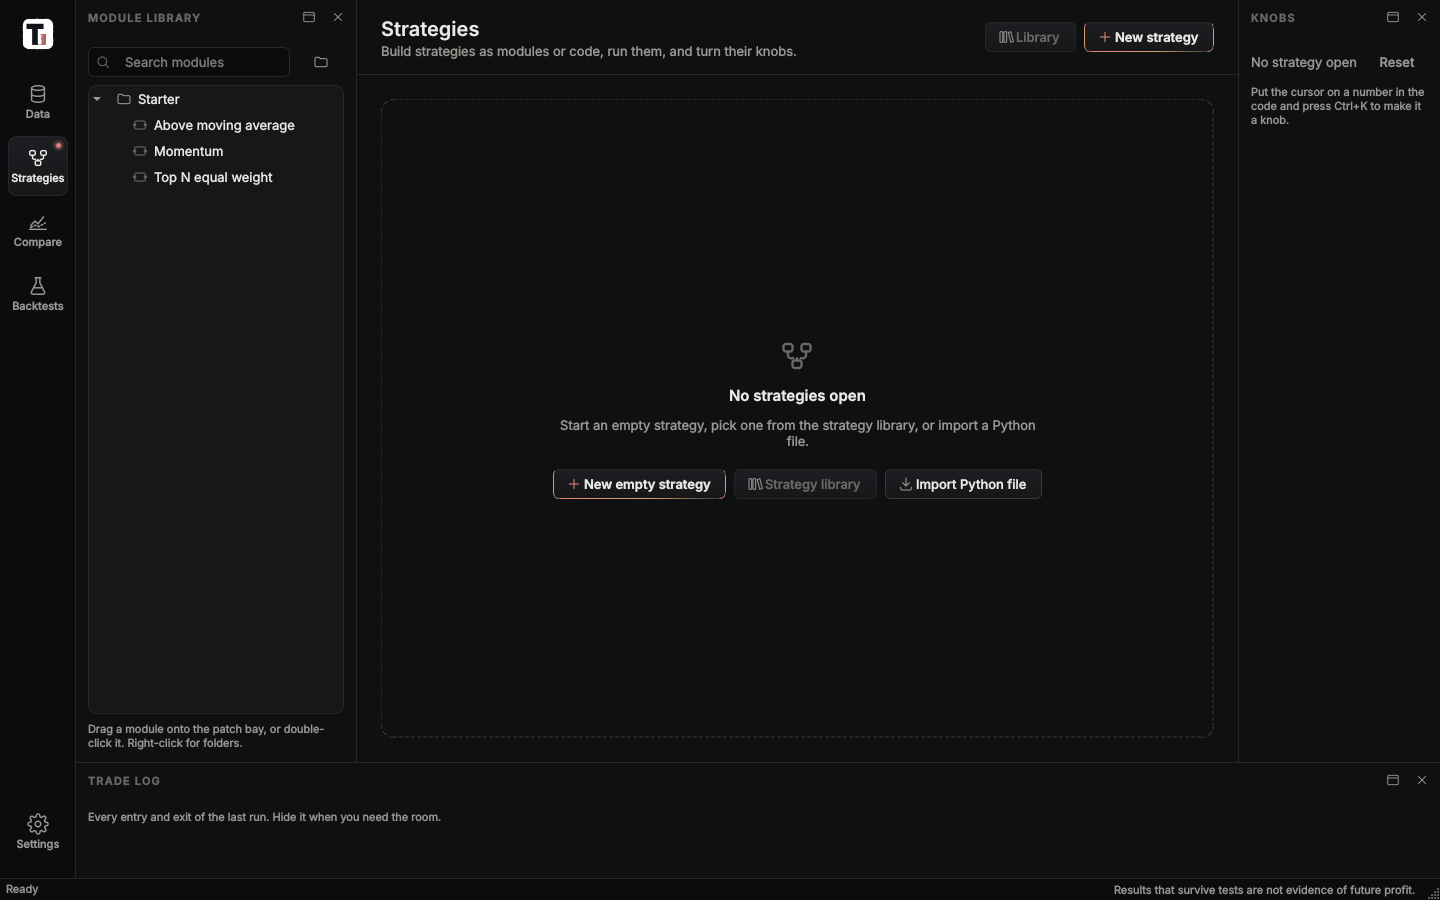 MODULE LIBRARY
Search modules
Starter
Above moving average
Momentum
Top N equal weight
Drag a module onto the patch bay, or double-
click it. Right-click for folders.
Data
Strategies
Compare
Backtests
Settings
Strategies
Build strategies as modules or code, run them, and turn their knobs.
Library
New strategy
No strategies open
Start an empty strategy, pick one from the strategy library, or import a Python
file.
New empty strategy
Strategy library
Import Python file
KNOBS
No strategy open
Reset
Put the cursor on a number in the
code and press Ctrl+K to make it
a knob.
TRADE LOG
Every entry and exit of the last run. Hide it when you need the room.
Ready
Results that survive tests are not evidence of future profit.